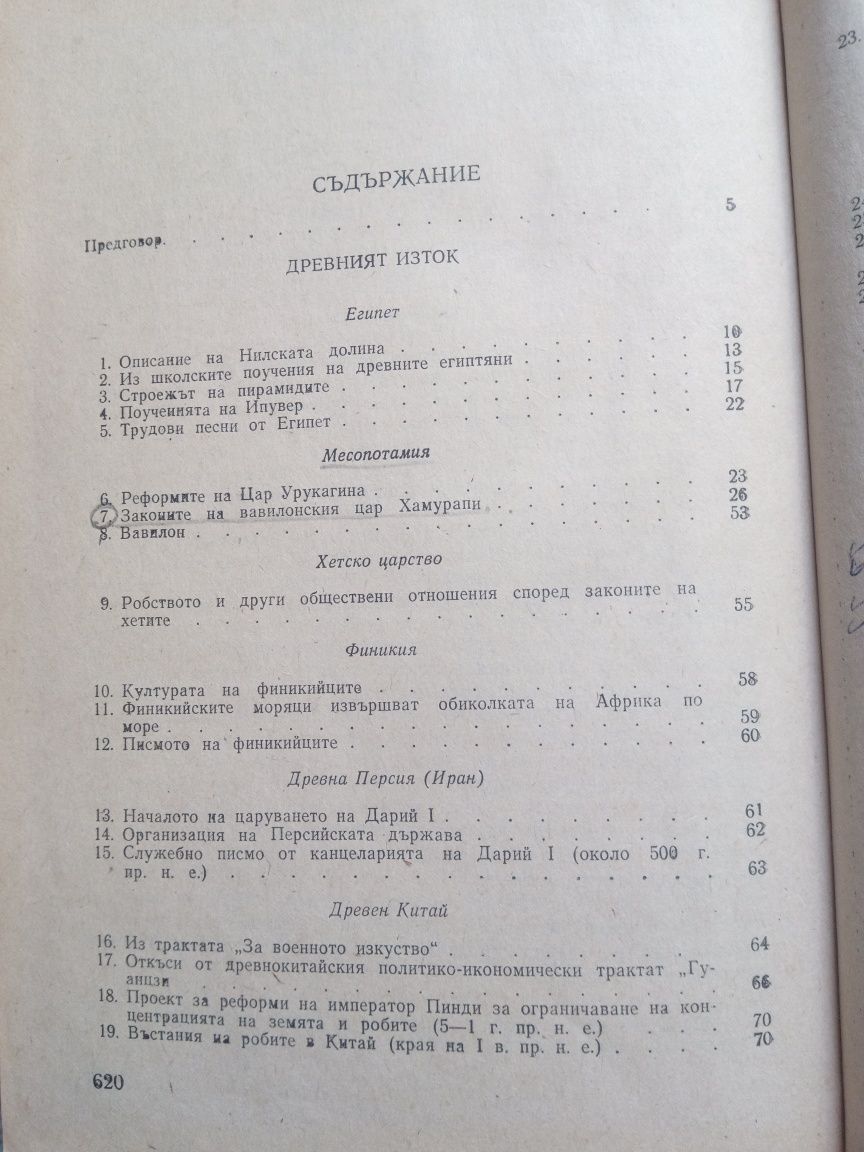 СЪДЪРЖАНИЕ
Предговор. . . . . . . . . . . . . . . 5
ДРЕВНИЯТ ИЗТОК
Египет
1. Описание на Нилската долина . . . . . . . . . 10
2. Из школските поучения на древните египтяни . . . . . 13
3. Строежът на пирамидите . . . . . . . . . . 15
4. Поученията на Ипувер . . . . . . . . . . . 17
5. Трудови песни от Египет . . . . . . . . . . 22
Месопотамия
6. Реформите на Цар Урукагина . . . . . . . . . 23
7. Законите на вавилонския цар Хамурапи . . . . . . 26
8. Вавилон . . . . . . . . . . . . . . 53
Хетско царство
9. Робството и други обществени отношения според законите на
хетите . . . . . . . . . . . . . . 55
Финикия
10. Културата на финикийците . . . . . . . . . 58
11. Финикийските моряци извършват обиколката на Африка по
море . . . . . . . . . . . . . . . 59
12. Писмото на финикийците . . . . . . . . . . 60
Древна Персия (Иран)
13. Началото на царуването на Дарий I . . . . . . . 61
14. Организация на Персийската държава . . . . . . 62
15. Служебно писмо от канцеларията на Дарий I (около 500 г.
пр. н. е.) . . . . . . . . . . . . . 63
Древен Китай
16. Из трактата „За военното изкуство“ . . . . . . . 64
17. Откъси от древнокитайския политико-икономически трактат „Гу-
анцзи . . . . . . . . . . . . . . 66
18. Проект за реформи на император Пинди за ограничаване на кон-
центрацията на земята и робите (5—1 г. пр. н. е.) . . . 70
19. Въстания на робите в Китай (края на I в. пр. н. е.) . . . . 70
620
23.